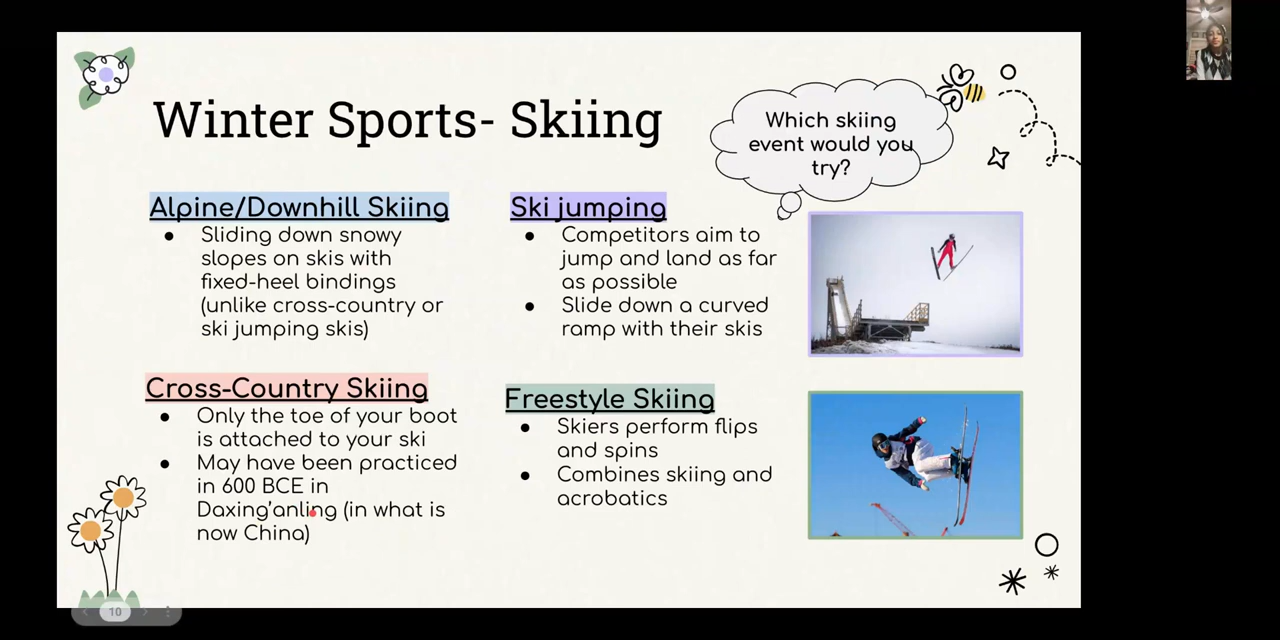 Winter Sports- Skiing
Which skiing
event would you
try?
Alpine/Downhill Skiing
● Sliding down snowy
slopes on skis with
fixed-heel bindings
(unlike cross-country or
ski jumping skis)
Cross-Country Skiing
● Only the toe of your boot
is attached to your ski
● May have been practiced
in 600 BCE in
Daxing'anling (in what is
now China)
Ski jumping
● Competitors aim to
jump and land as far
as possible
● Slide down a curved
ramp with their skis
Freestyle Skiing
● Skiers perform flips
and spins
● Combines skiing and
acrobatics
10